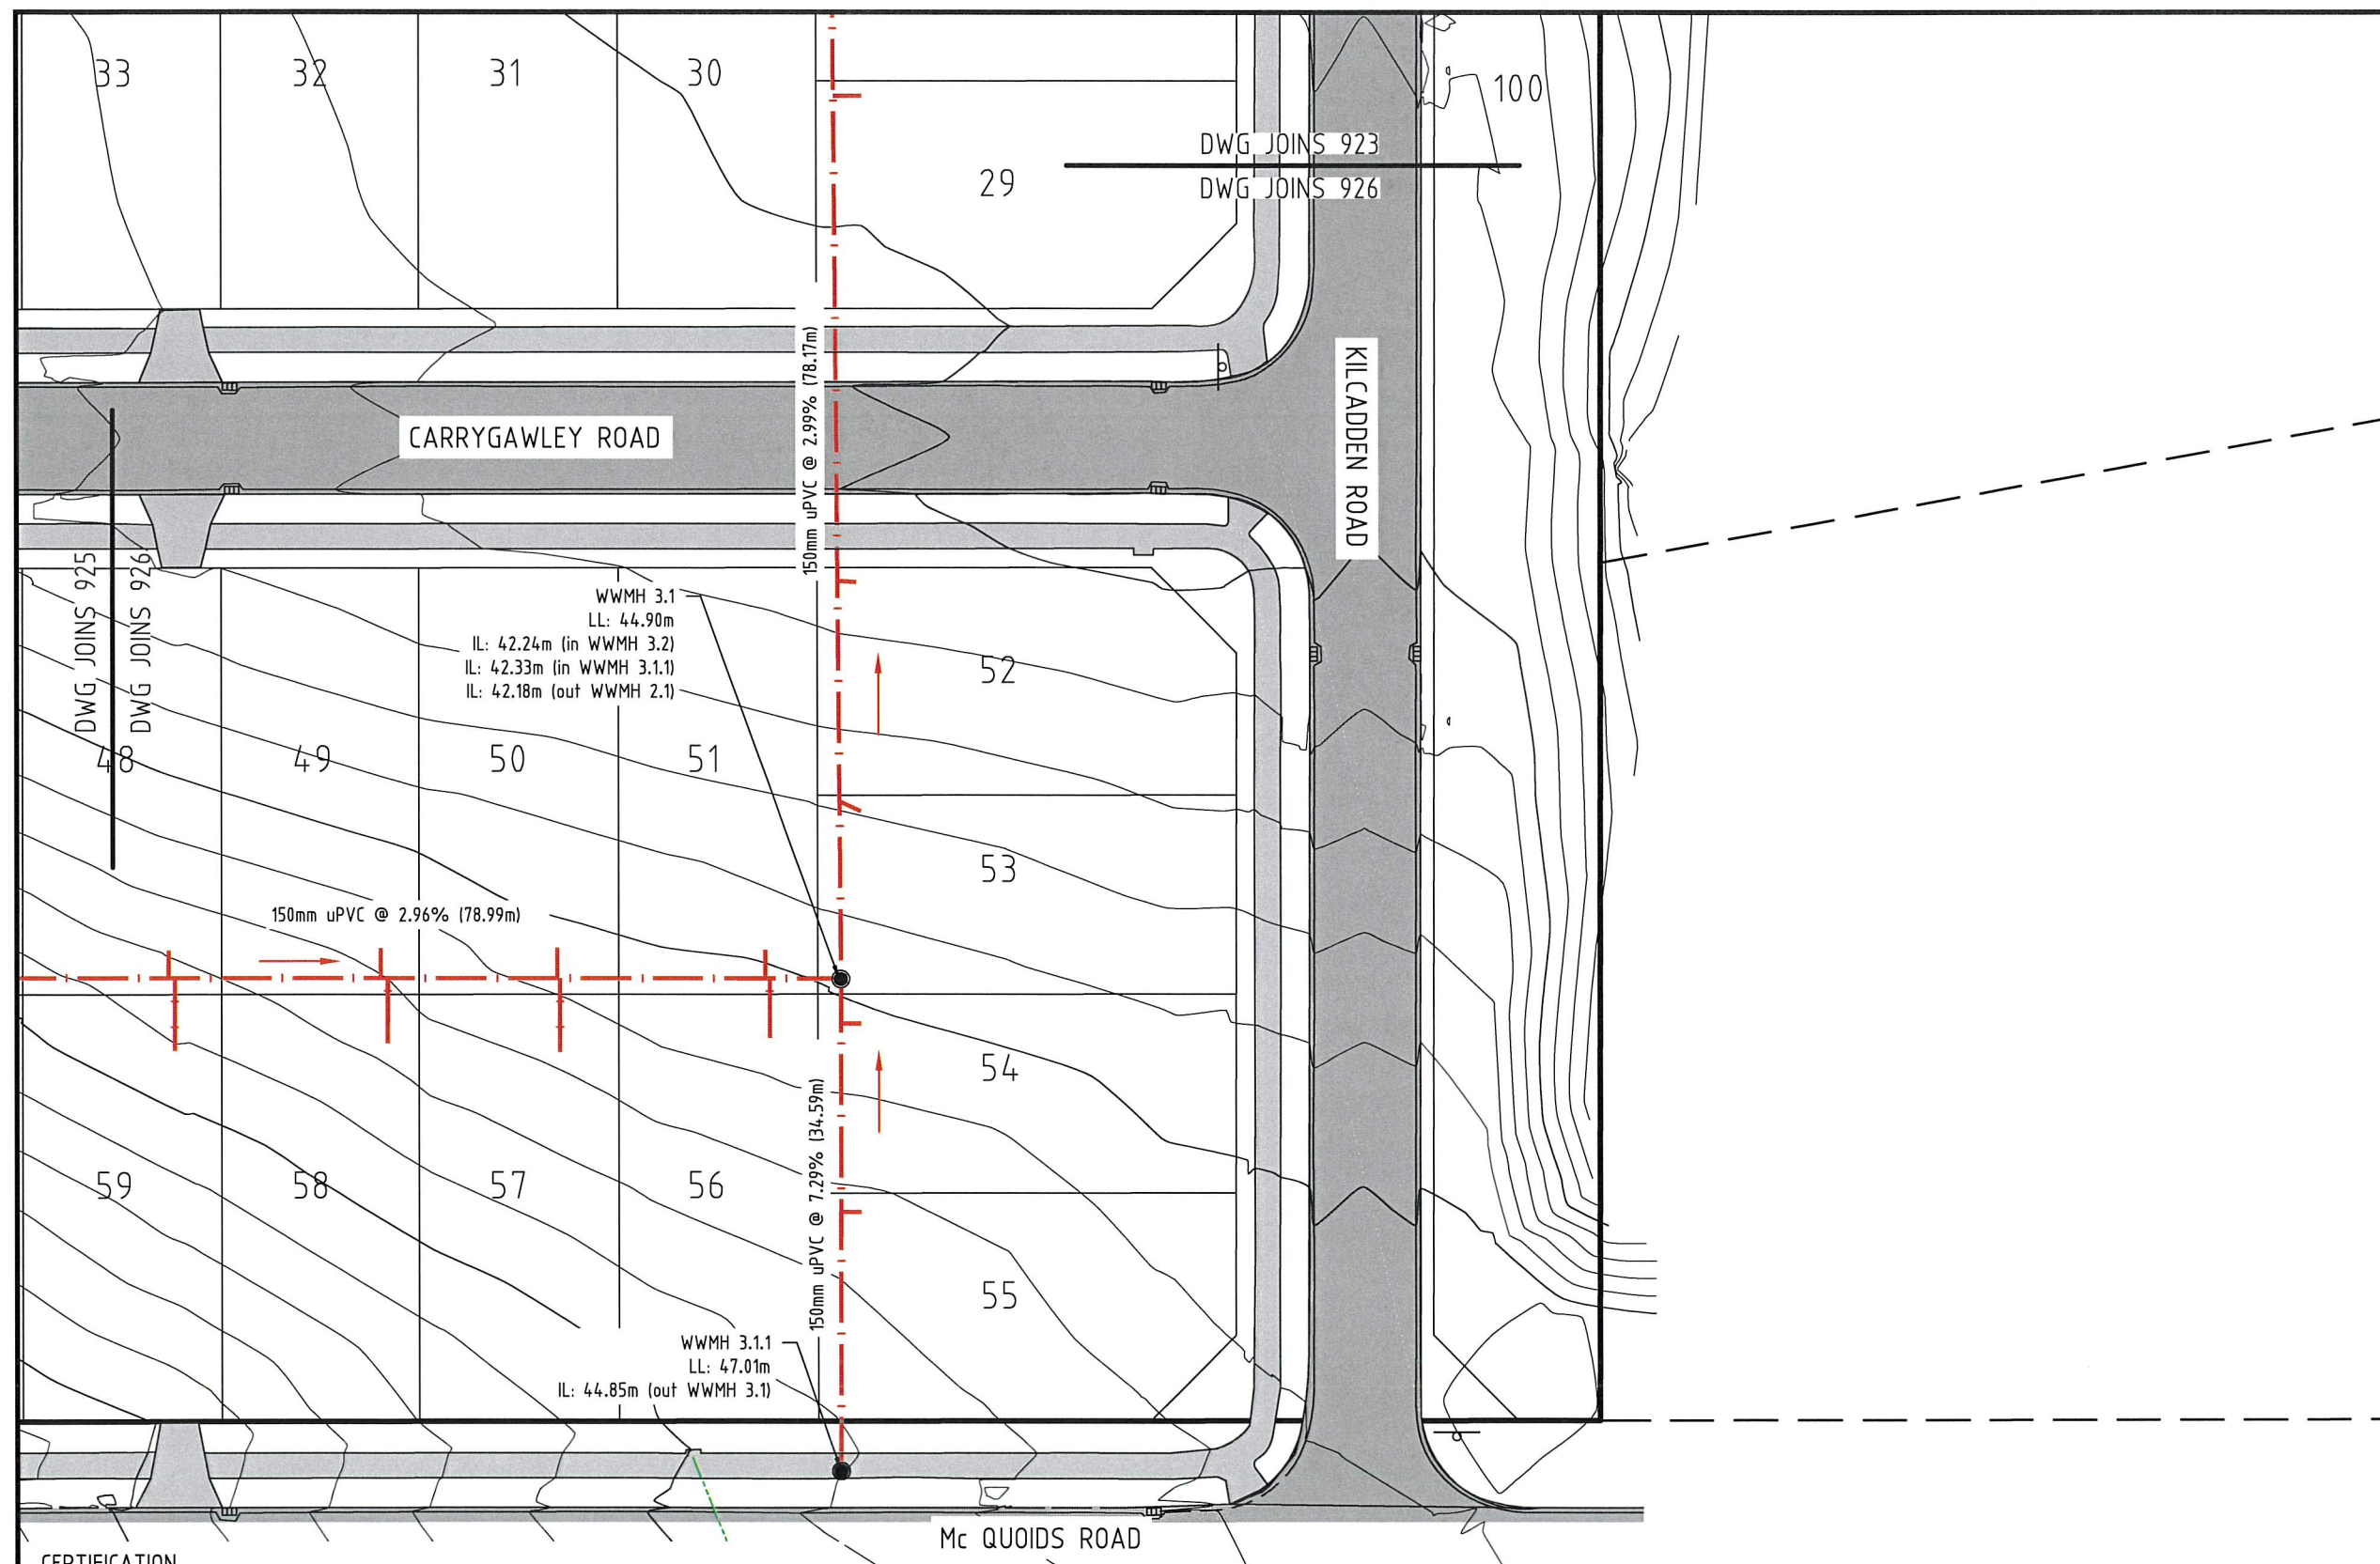 33
32
31
30
29
100
DWG JOINS 923
DWG JOINS 926
CARRYGAWLEY ROAD
150mm uPVC @ 2.99% (78.17m)
KILCADDEN ROAD
DWG JOINS 925
DWG JOINS 926
WWMH 3.1
LL: 44.90m
IL: 42.24m (in WWMH 3.2)
IL: 42.33m (in WWMH 3.1.1)
IL: 42.18m (out WWMH 2.1)
48
49
50
51
52
53
150mm uPVC @ 2.96% (78.99m)
54
150mm uPVC @ 7.29% (34.59m)
59
58
57
56
55
WWMH 3.1.1
LL: 47.01m
IL: 44.85m (out WWMH 3.1)
Mc QUOIDS ROAD
CERTIFICATION